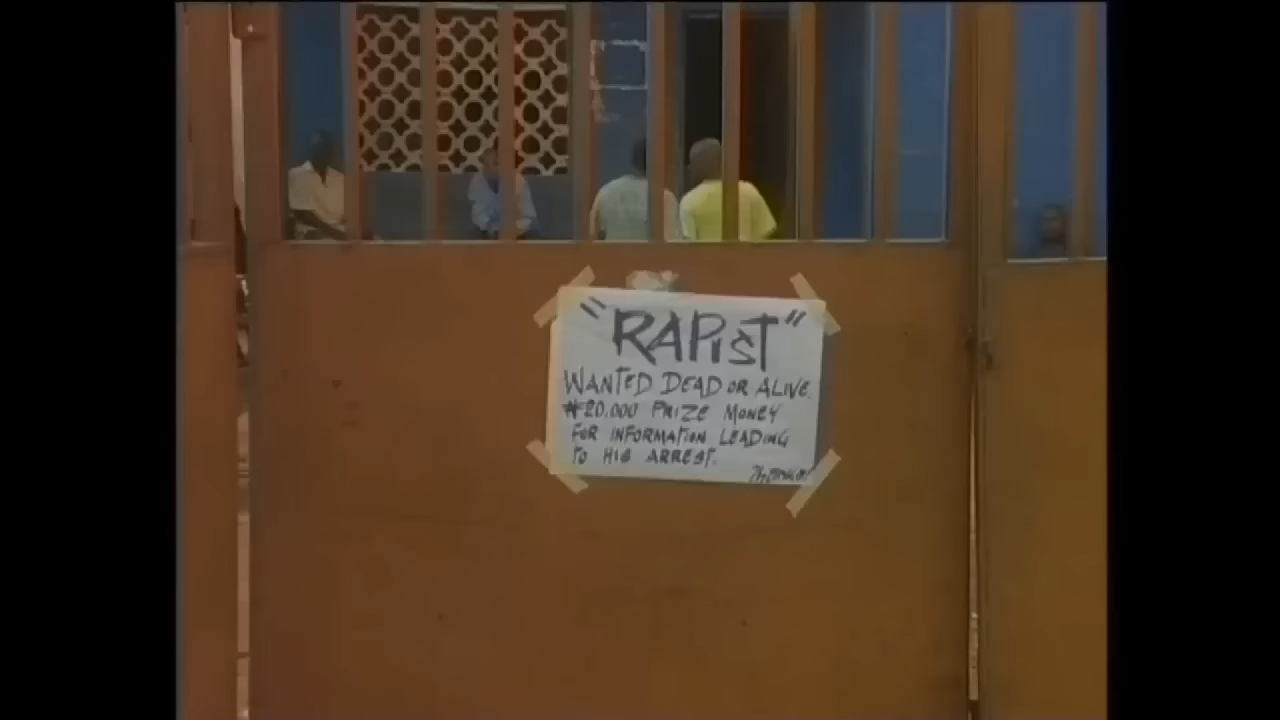 "RAPIST"
WANTED DEAD OR ALIVE.
₦20,000 PRIZE MONEY
FOR INFORMATION LEADING
TO HIS ARREST.